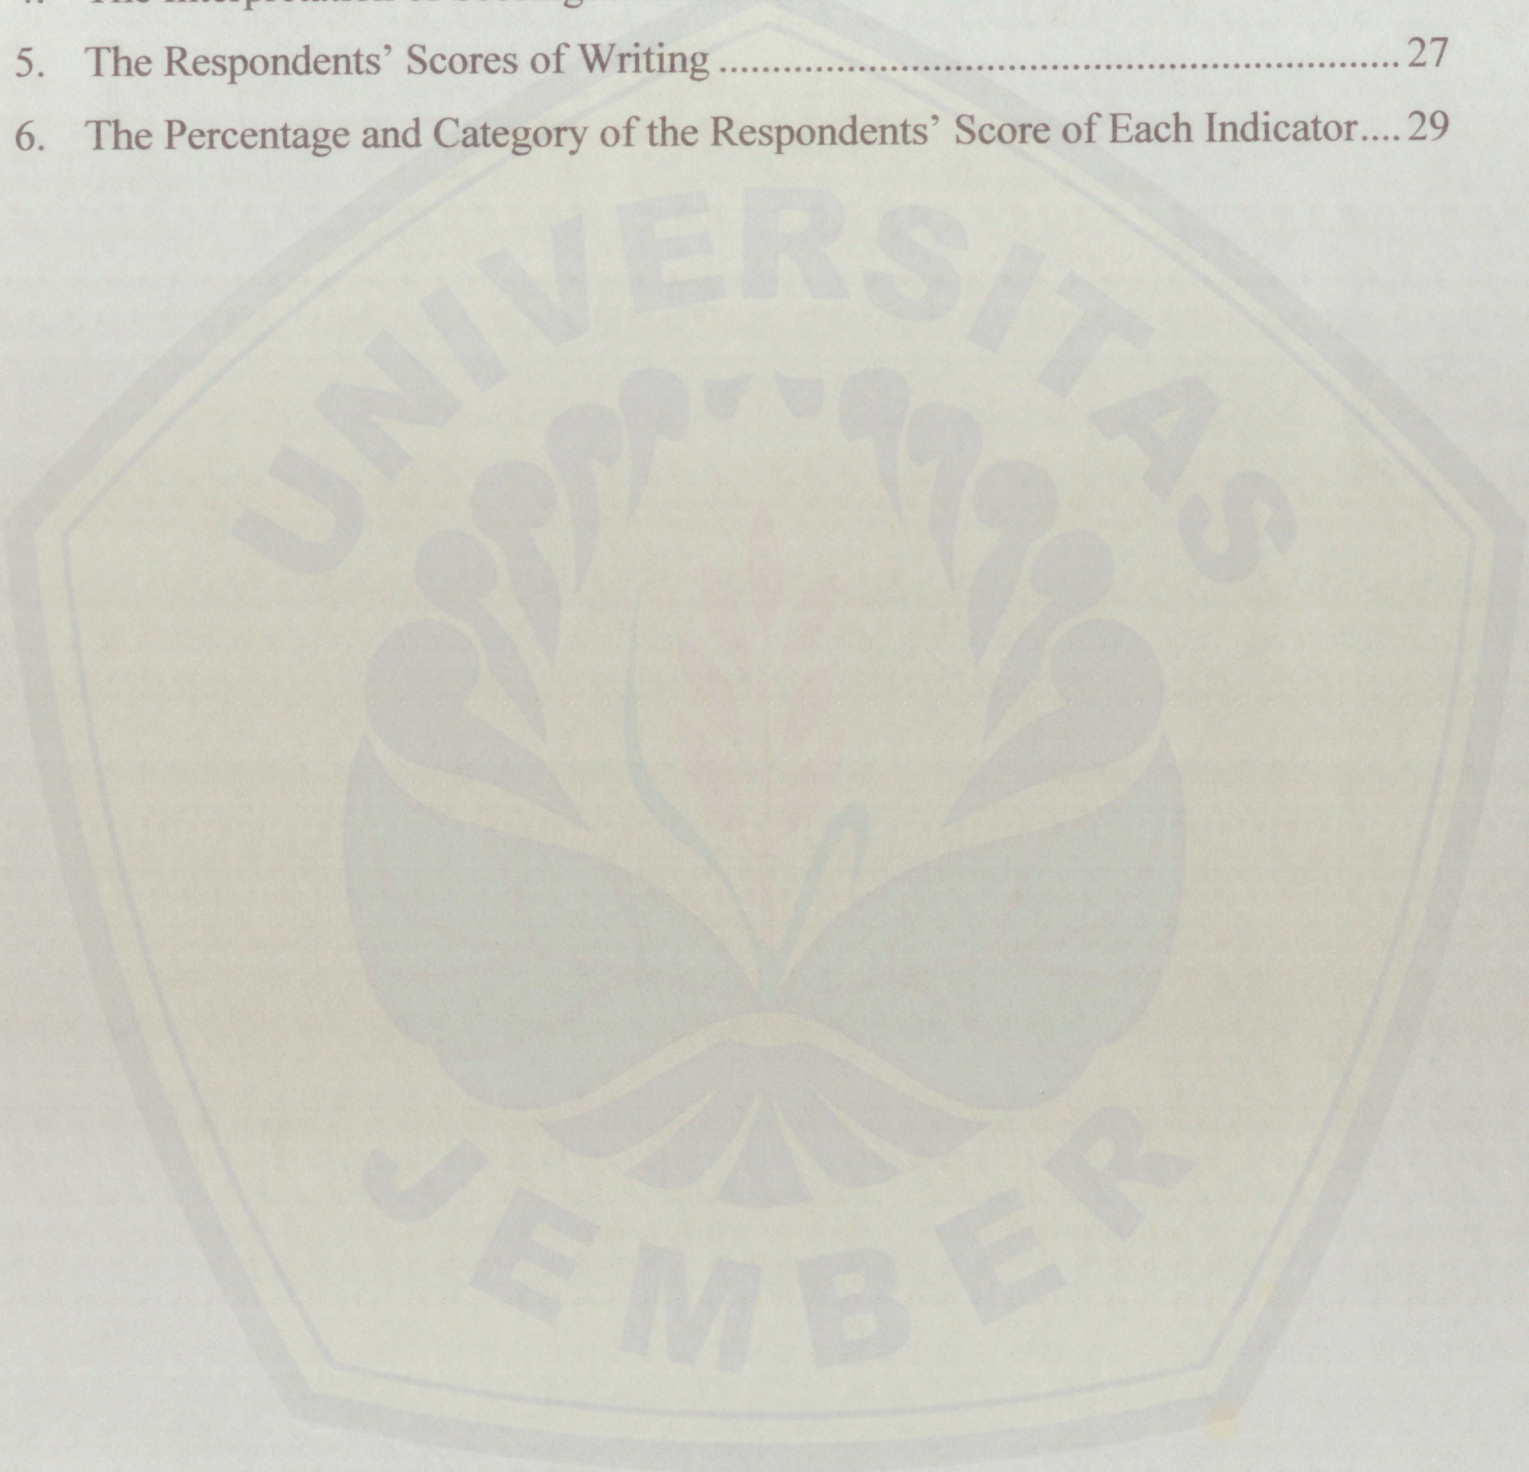 5. The Respondents’ Scores of Writing ................................................................ 27
6. The Percentage and Category of the Respondents’ Score of Each Indicator.... 29
UNIVERSITAS
JEMBER